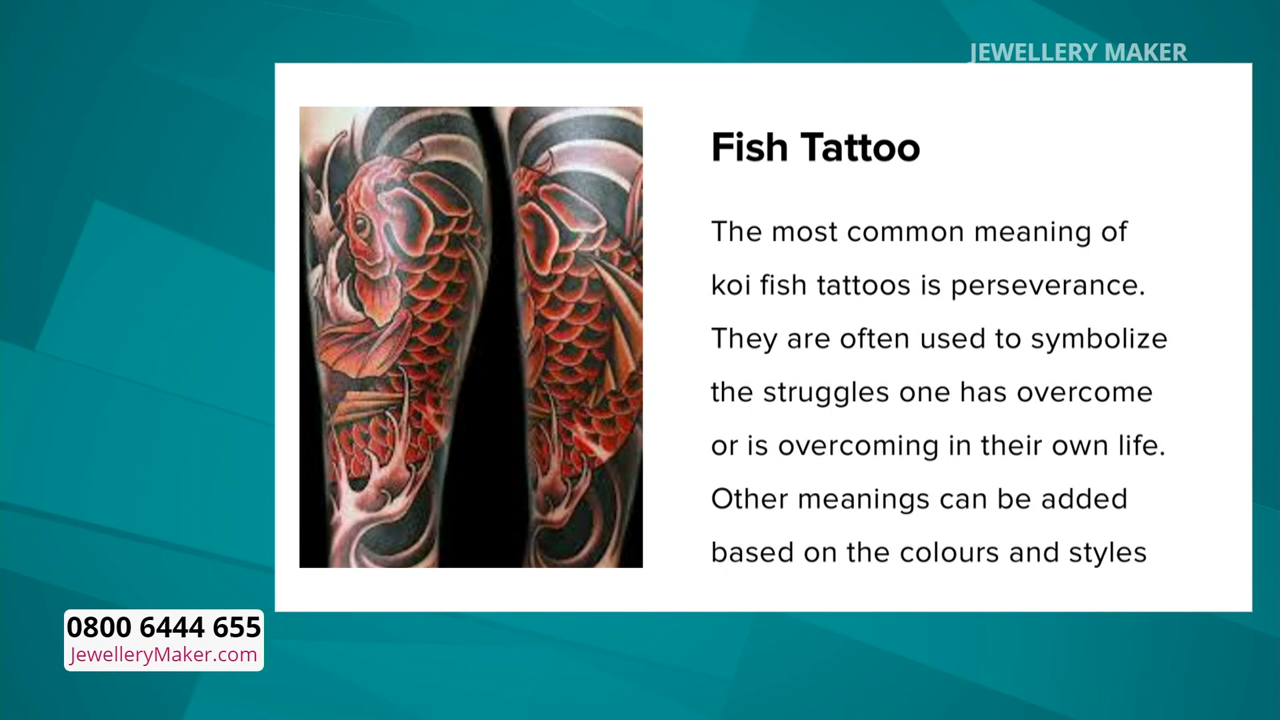 JEWELLERY MAKER
Fish Tattoo
The most common meaning of
koi fish tattoos is perseverance.
They are often used to symbolize
the struggles one has overcome
or is overcoming in their own life.
Other meanings can be added
based on the colours and styles
0800 6444 655
JewelleryMaker.com